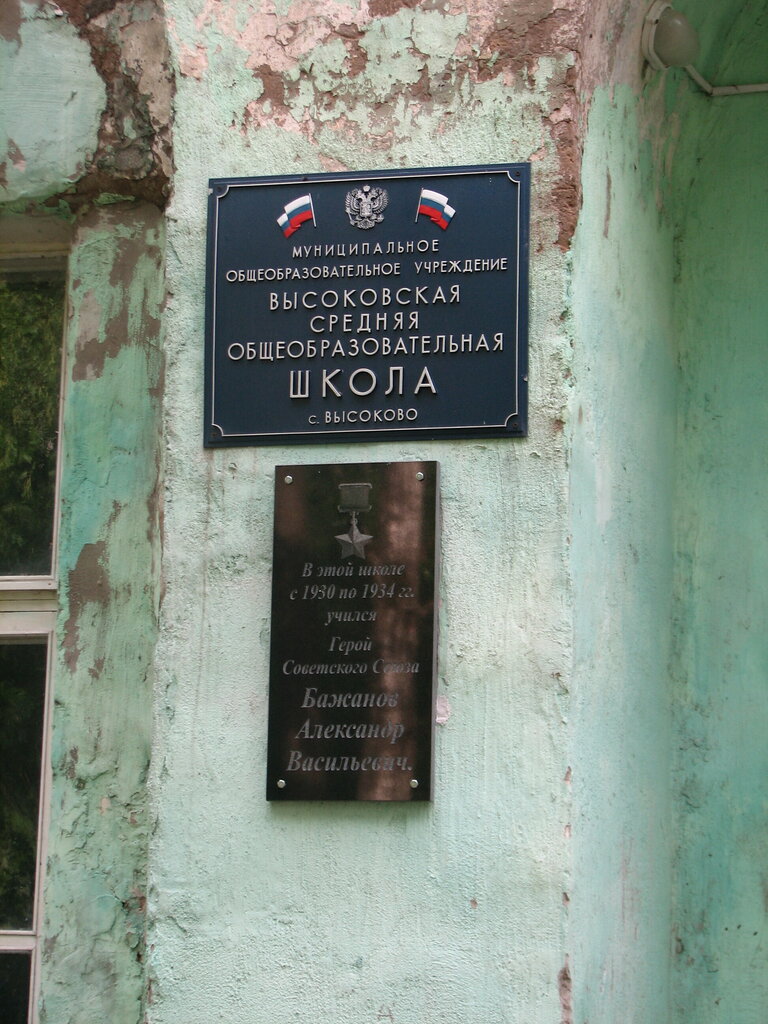 МУНИЦИПАЛЬНОЕ
ОБЩЕОБРАЗОВАТЕЛЬНОЕ УЧРЕЖДЕНИЕ
ВЫСОКОВСКАЯ
СРЕДНЯЯ
ОБЩЕОБРАЗОВАТЕЛЬНАЯ
ШКОЛА
с. ВЫСОКОВО
В этой школе
с 1930 по 1934 гг.
учился
Герой
Советского Союза
Бажанов
Александр
Васильевич.